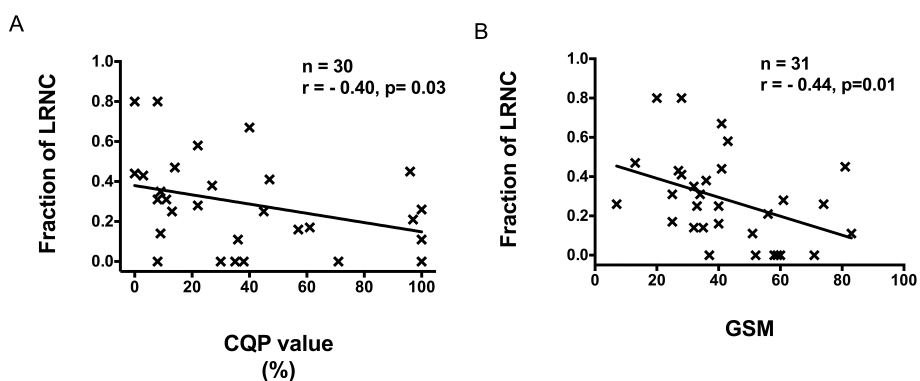 A
Fraction of LRNC
1.0
0.8
0.6
0.4
0.2
0.0
n = 30
r = - 0.40, p= 0.03
0
20
40
60
80
100
CQP value
(%)
B
Fraction of LRNC
1.0
0.8
0.6
0.4
0.2
0.0
n = 31
r = - 0.44, p=0.01
0
20
40
60
80
100
GSM